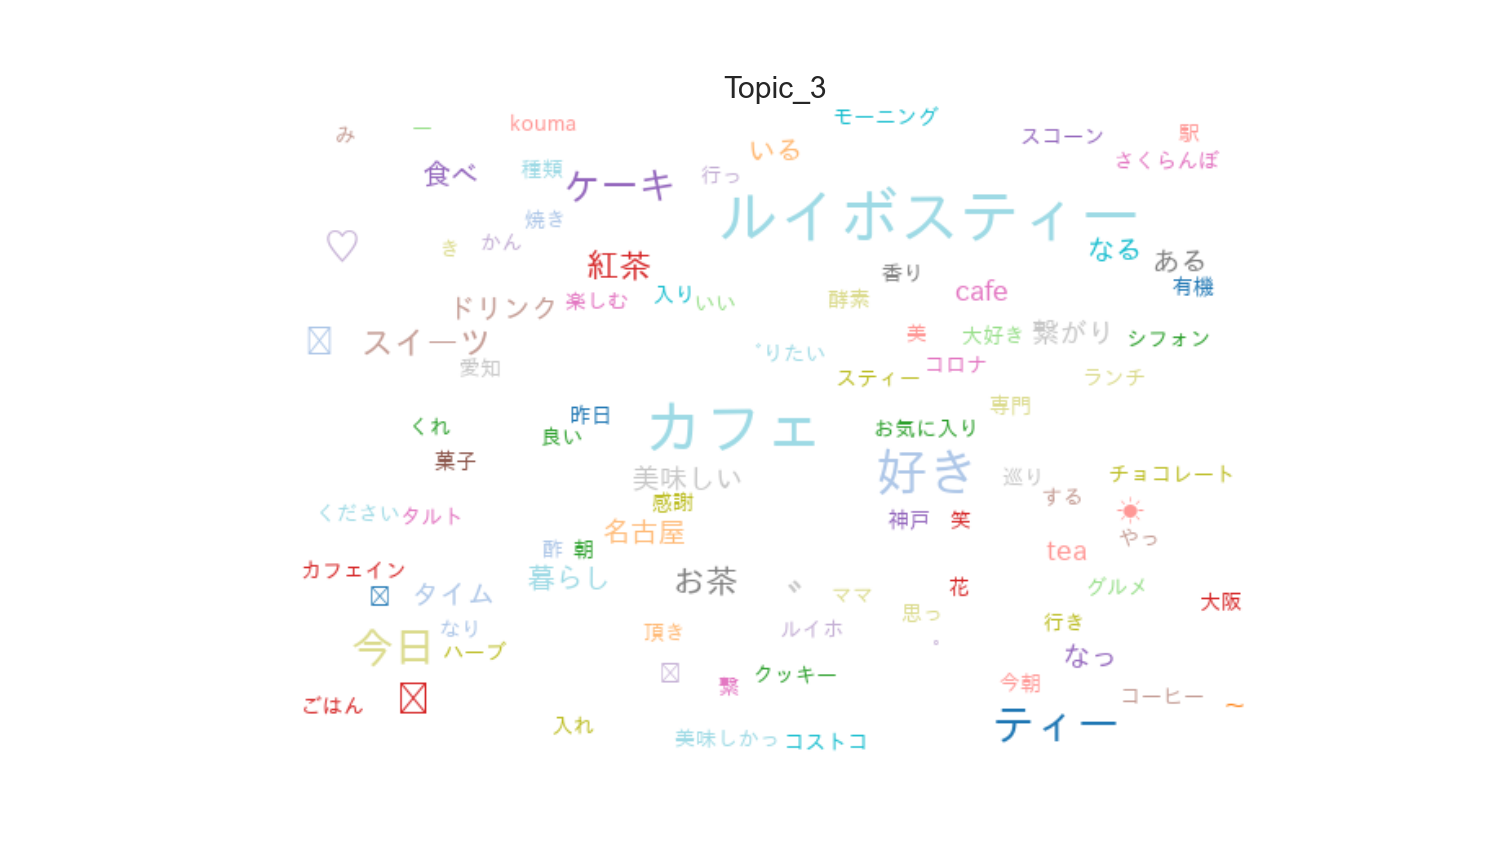 Topic_3
モーニング
み
ー
kouma
スコーン
駅
いる
さくらんぼ
食べ
種類
ケーキ
行っ
ルイボスティー
焼き
♡
き
かん
なる
ある
紅茶
香り
有機
ドリンク
楽しむ
入り
いい
酵素
cafe
スイーツ
美
大好き
繋がり
シフォン
愛知
゛りたい
コロナ
スティー
ランチ
専門
昨日
くれ
良い
カフェ
お気に入り
菓子
美味しい
好き
巡り
チョコレート
する
感謝
ください
タルト
神戸
笑
☀
名古屋
やっ
酢
朝
tea
カフェイン
暮らし
お茶
タイム
ママ
花
グルメ
大阪
思っ
行き
なり
頂き
ルイホ
今日
ハーブ
。
なっ
クッキー
繋
今朝
ごはん
コーヒー
~
入れ
ティー
美味しかっ
コストコ